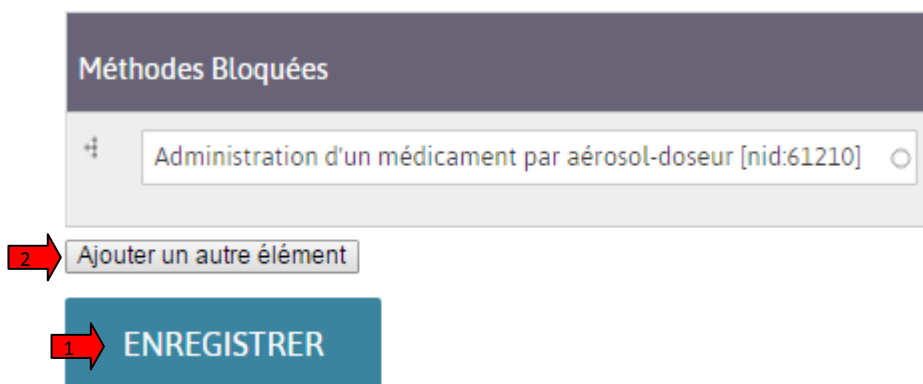 Méthodes Bloquées
Administration d'un médicament par aérosol-doseur [nid:61210]
2 Ajouter un autre élément
1 ENREGISTRER